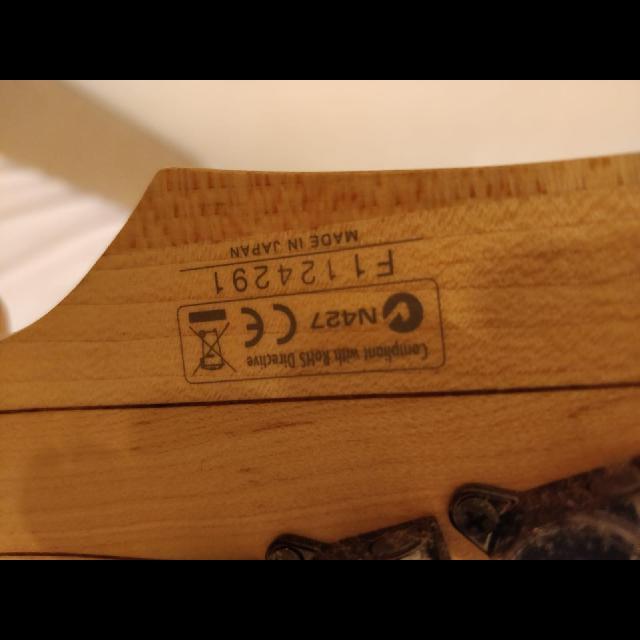 Compliant with RoHS Directive
N427 CE
F1124291
MADE IN JAPAN